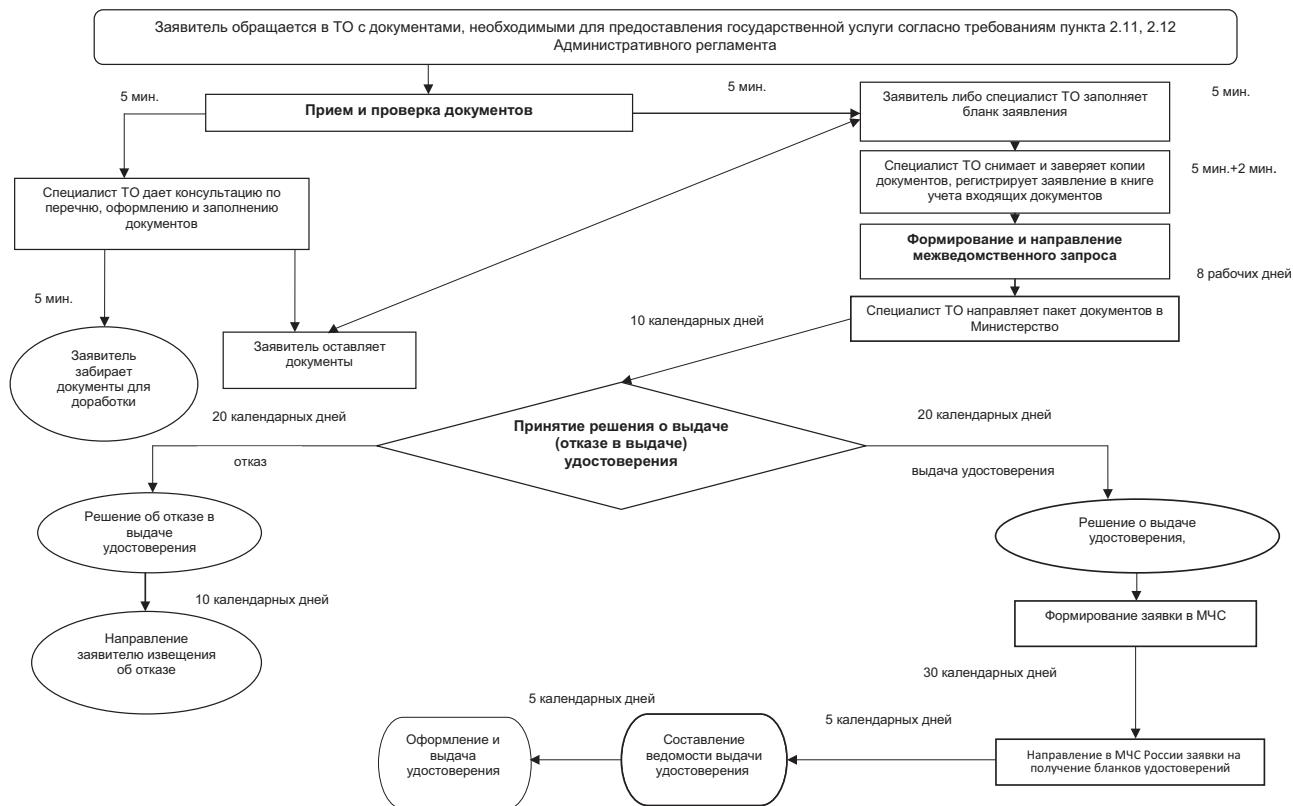 Заявитель обращается в ТО с документами, необходимыми для предоставления государственной услуги согласно требованиям пункта 2.11, 2.12
Административного регламента
5 мин.
Прием и проверка документов
5 мин.
Заявитель либо специалист ТО заполняет
бланк заявления
5 мин.
Специалист ТО дает консультацию по
перечню, оформлению и заполнению
документов
Специалист ТО снимает и заверяет копии
документов, регистрирует заявление в книге
учета входящих документов
5 мин.+2 мин.
Формирование и направление
межведомственного запроса
8 рабочих дней
5 мин.
Специалист ТО направляет пакет документов в
Министерство
10 календарных дней
Заявитель оставляет
документы
Заявитель
забирает
документы для
доработки
20 календарных дней
Принятие решения о выдаче
(отказе в выдаче)
удостоверения
20 календарных дней
отказ
выдача удостоверения
Решение об отказе в
выдаче
удостоверения
Решение о выдаче
удостоверения,
10 календарных дней
Формирование заявки в МЧС
Направление
заявителю извещения
об отказе
30 календарных дней
5 календарных дней
5 календарных дней
Оформление и
выдача
удостоверения
Составление
ведомости выдачи
удостоверения
Направление в МЧС России заявки на
получение бланков удостоверений